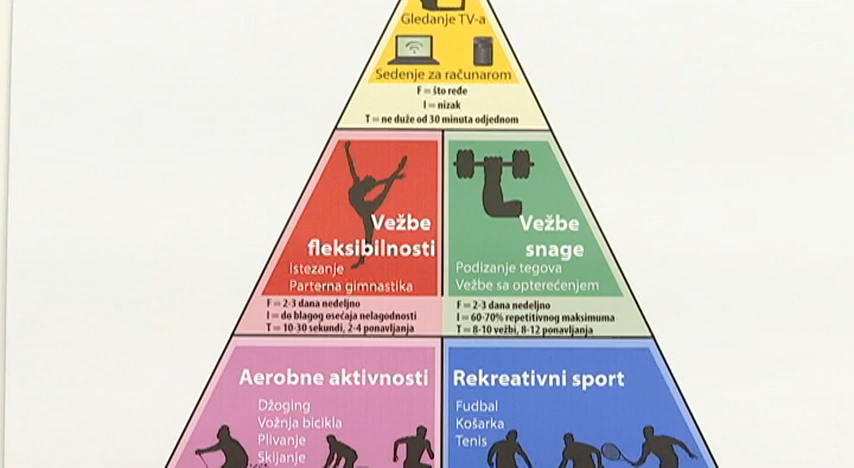 Gledanje TV-a
Sedenje za računarom
F = što ređe
I = nizak
T = ne duže od 30 minuta odjednom
Vežbe
fleksibilnosti
Istezanje
Parterna gimnastika
F = 2-3 dana nedeljno
I = do blagog osećaja nelagodnosti
T = 10-30 sekundi, 2-4 ponavljanja
Vežbe
snage
Podizanje tegova
Vežbe sa opterećenjem
F = 2-3 dana nedeljno
I = 60-70% repetitivnog maksimuma
T = 8-10 vežbi, 8-12 ponavljanja
Aerobne aktivnosti
Džoging
Vožnja bicikla
Plivanje
Skijanje
Rekreativni sport
Fudbal
Košarka
Tenis